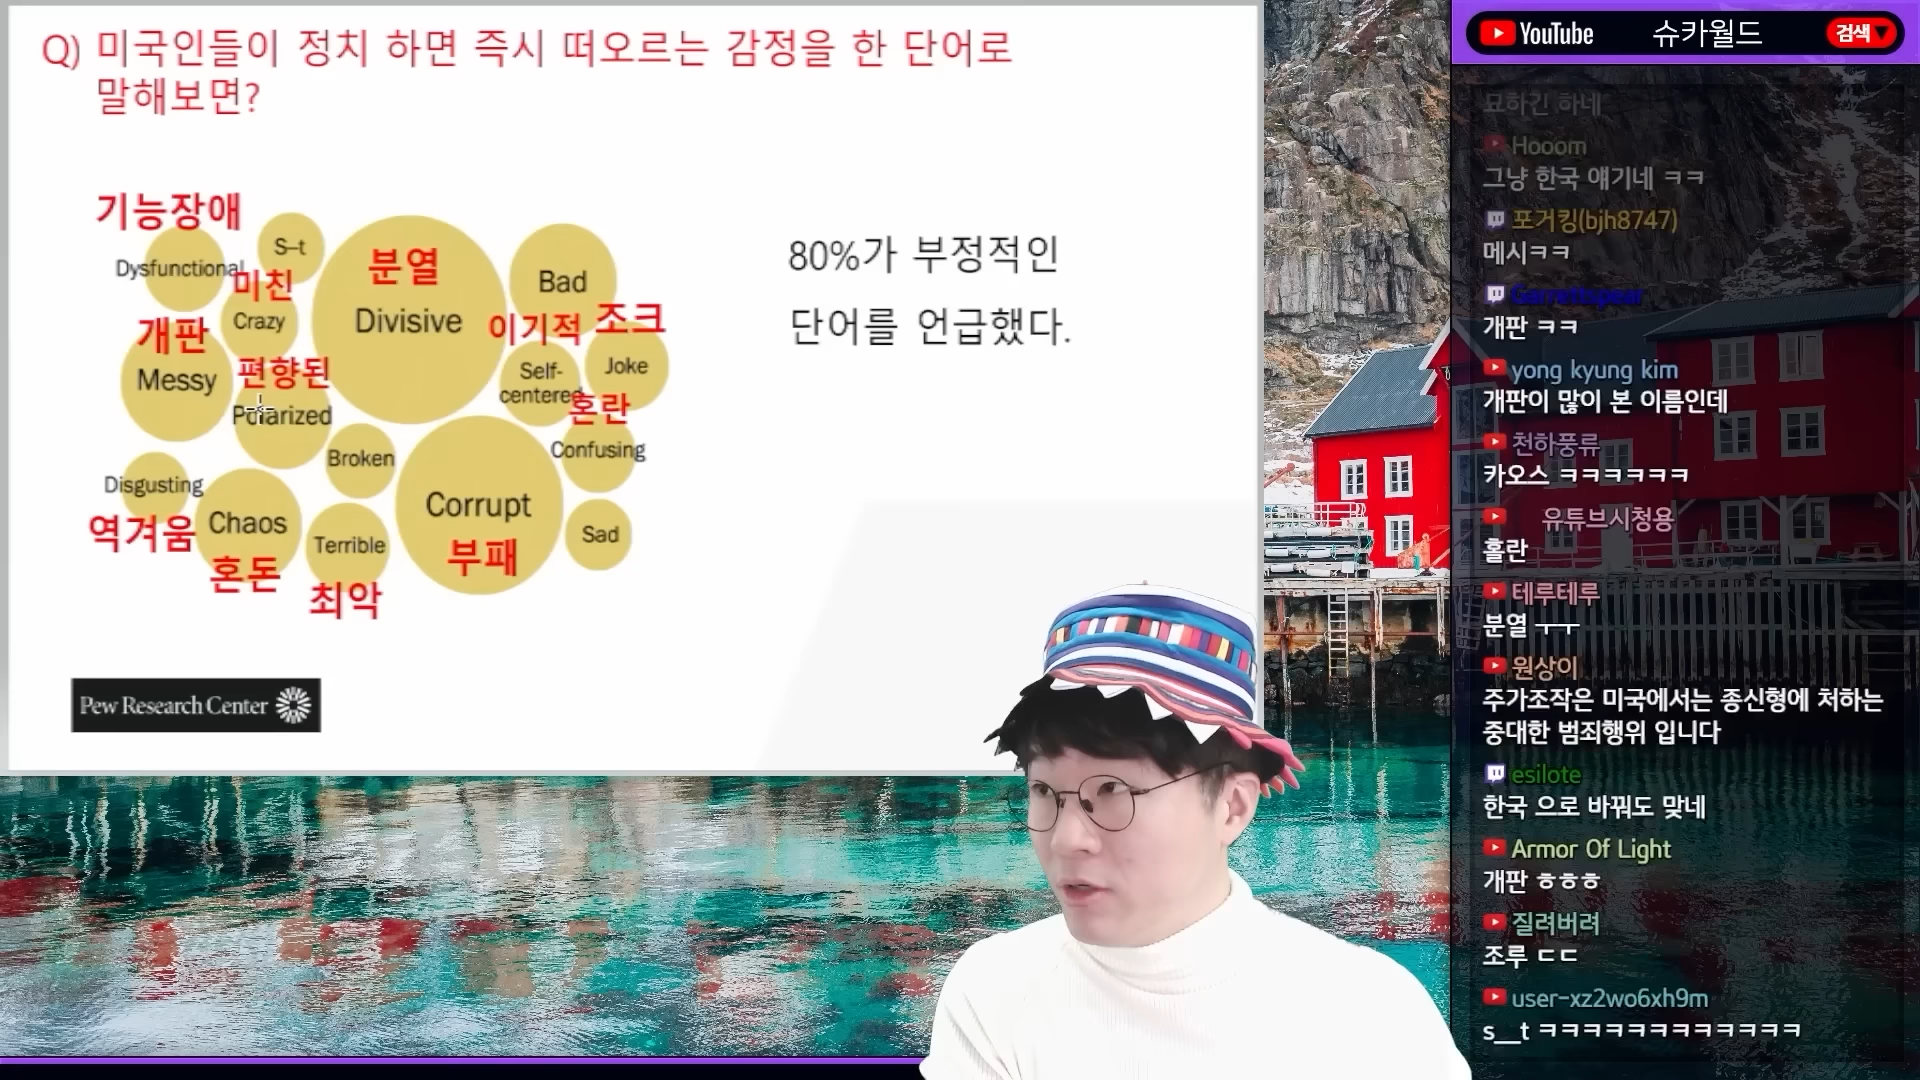 Q) 미국인들이 정치 하면 즉시 떠오르는 감정을 한 단어로
말해보면?
기능장애
Dysfunctional
S–t
미친
Crazy
분열
Divisive
Bad
이기적
조크
개판
Messy
편향된
Polarized
Self-
centered
Joke
혼란
Confusing
Broken
Disgusting
역겨움
Chaos
혼돈
Terrible
최악
Corrupt
부패
Sad
80%가 부정적인
단어를 언급했다.
Pew Research Center
YouTube 슈카월드 검색
묘하긴 하네
Hooom
그냥 한국 얘기네 ㅋㅋ
포거킹(bjh8747)
메시ㅋㅋ
Garrettspear
개판 ㅋㅋ
yong kyung kim
개판이 많이 본 이름인데
천하풍류
카오스 ㅋㅋㅋㅋㅋㅋ
유튜브시청용
홀란
테루테루
분열 ㅜㅜ
원상이
주가조작은 미국에서는 종신형에 처하는
중대한 범죄행위 입니다
esilote
한국 으로 바꿔도 맞네
Armor Of Light
개판 ㅎㅎㅎ
질려버려
조루 ㄷㄷ
user-xz2wo6xh9m
s__t ㅋㅋㅋㅋㅋㅋㅋㅋㅋㅋㅋㅋ